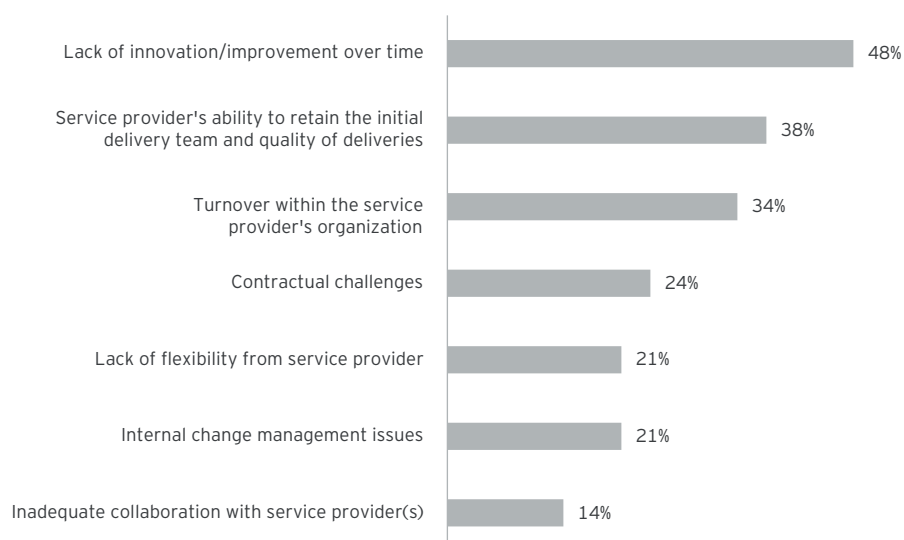 Lack of innovation/improvement over time
48%
Service provider's ability to retain the initial
delivery team and quality of deliveries
38%
Turnover within the service
provider's organization
34%
Contractual challenges
24%
Lack of flexibility from service provider
21%
Internal change management issues
21%
Inadequate collaboration with service provider(s)
14%